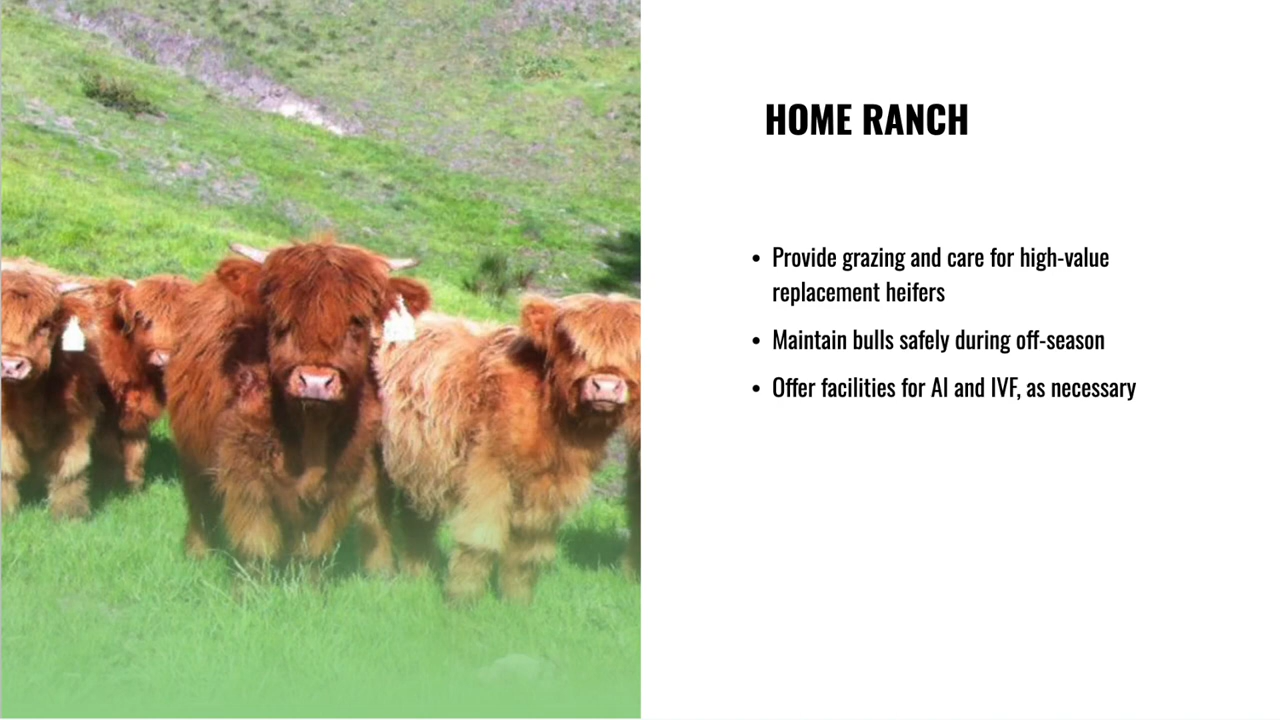 HOME RANCH
• Provide grazing and care for high-value
replacement heifers
• Maintain bulls safely during off-season
• Offer facilities for AI and IVF, as necessary